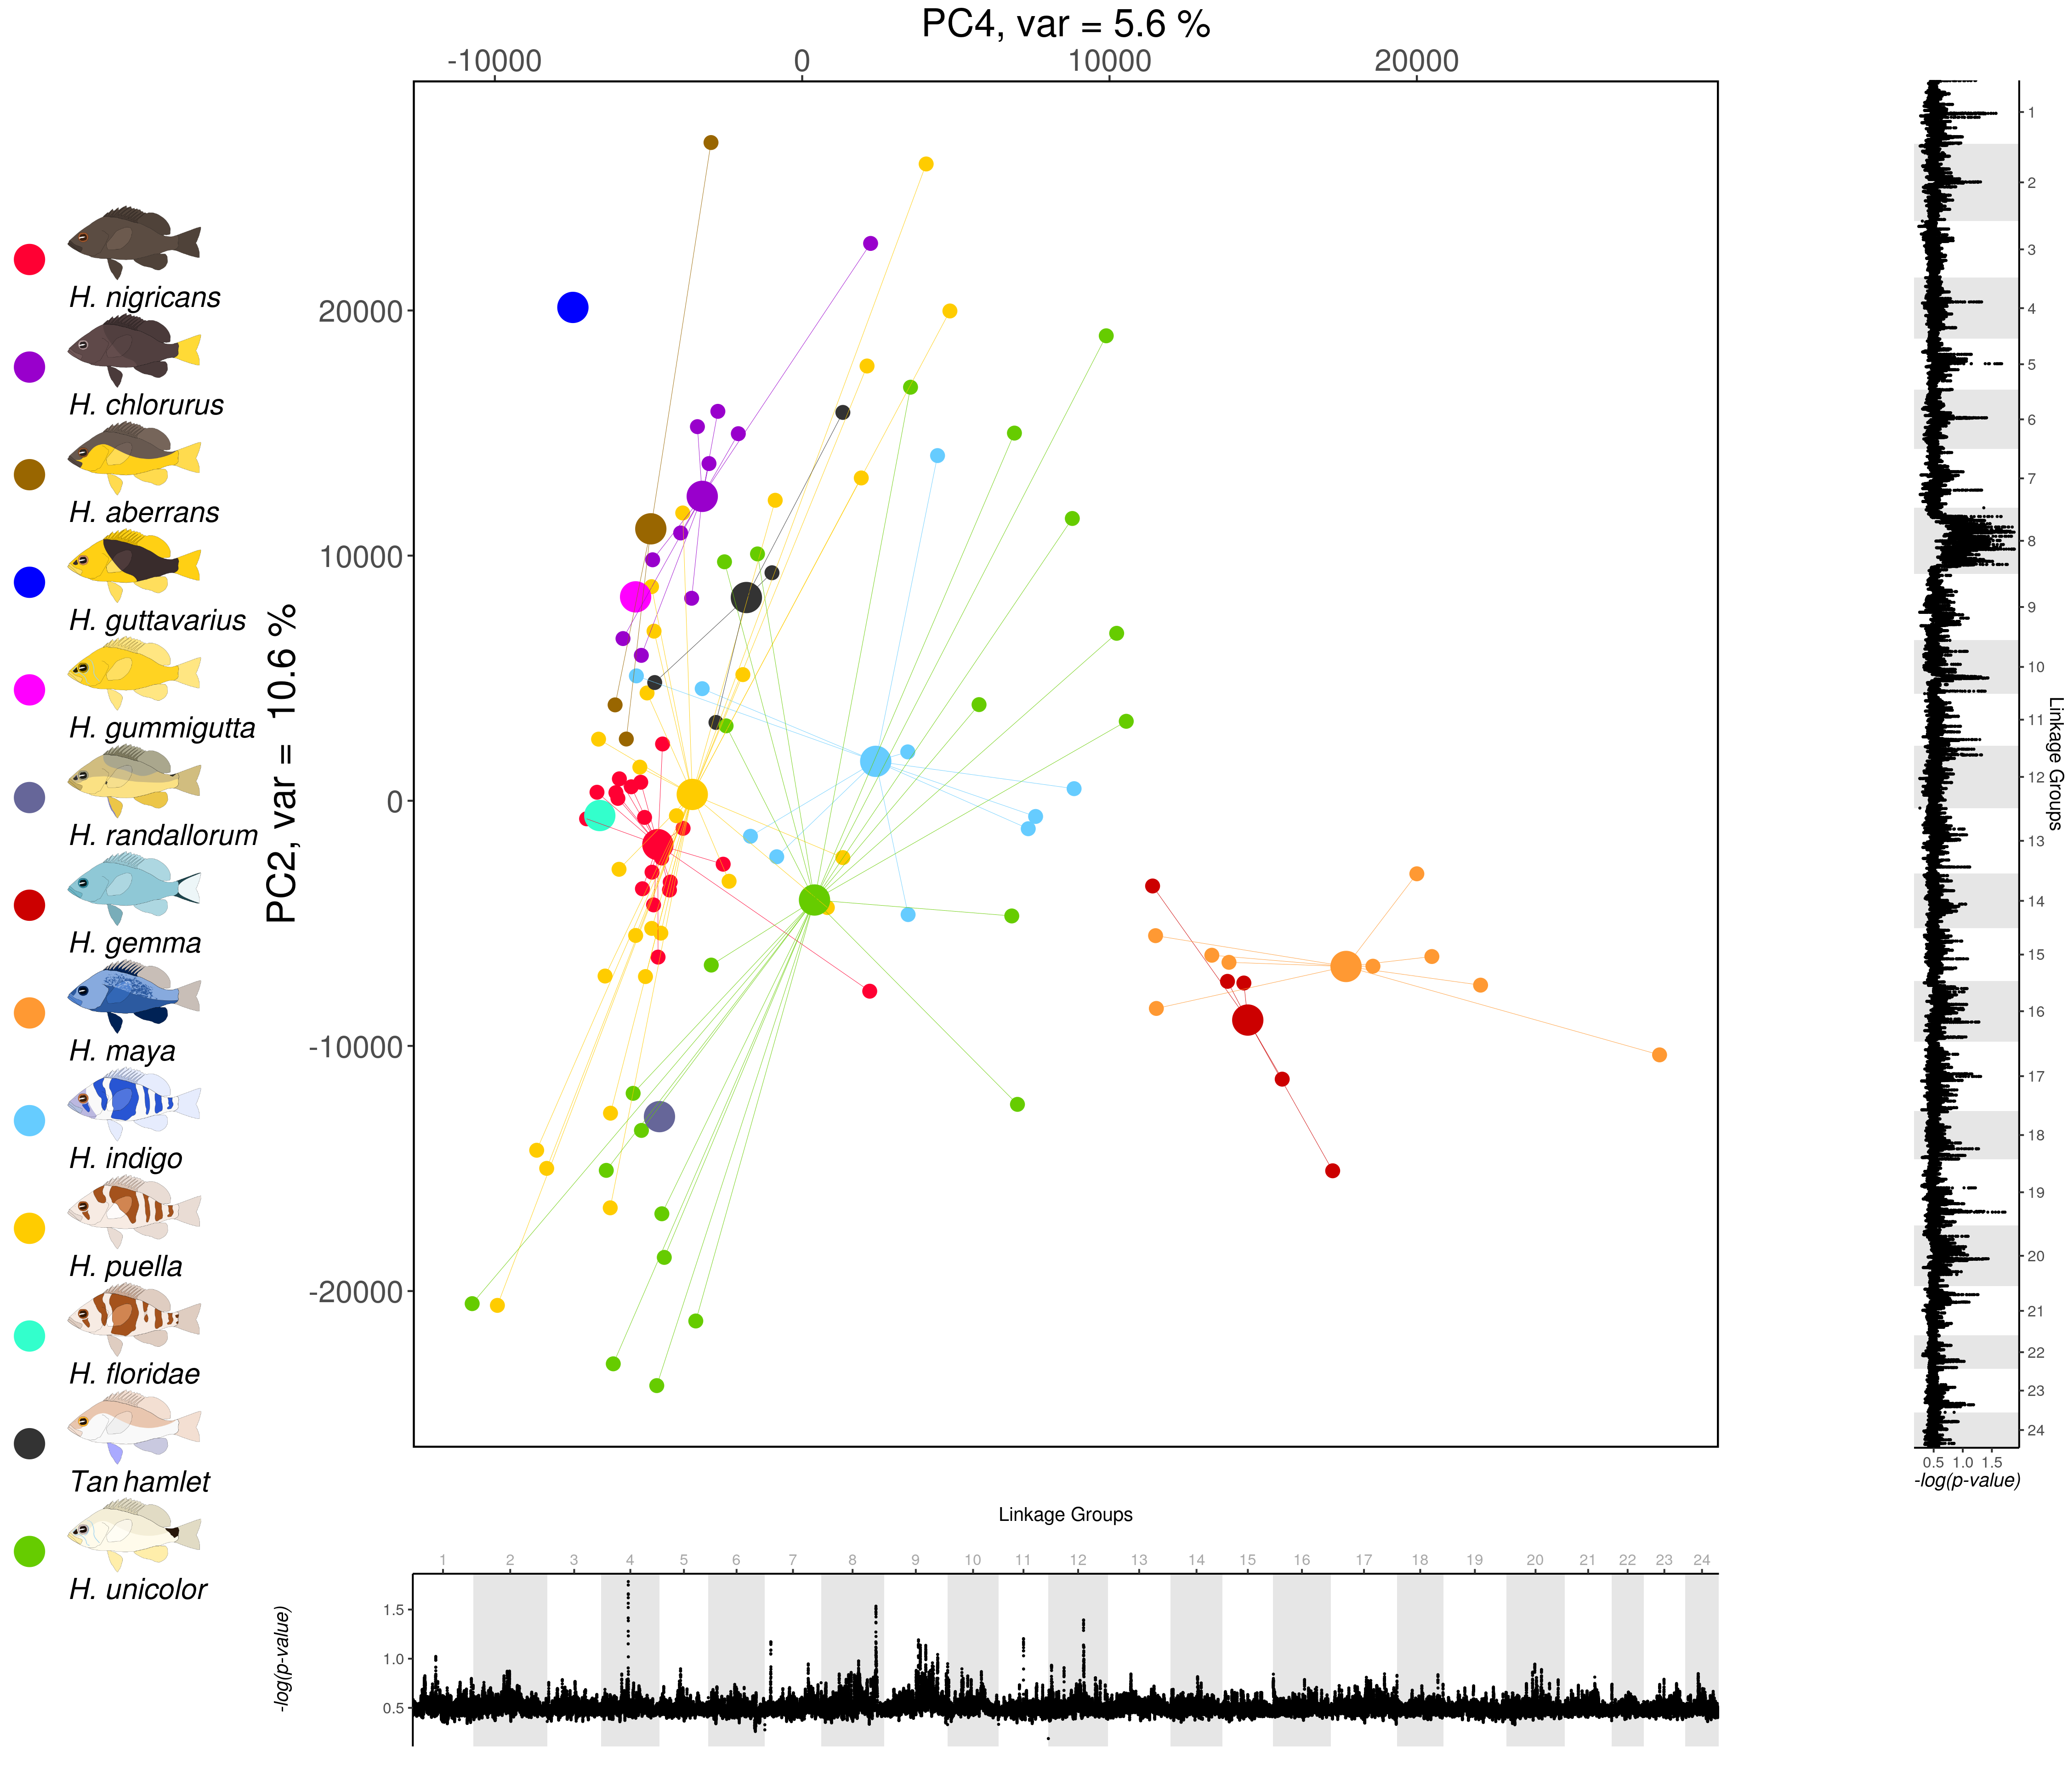 PC4, var = 5.6 %
-10000 0 10000 20000
H. nigricans
H. chlorurus
H. aberrans
H. guttavarius
H. gummigutta
H. randallorum
H. gemma
H. maya
H. indigo
H. puella
H. floridae
Tan hamlet
H. unicolor
PC2, var = 10.6 %
20000
10000
0
-10000
-20000
1
2
3
4
5
6
7
8
9
10
11
12
13
14
15
16
17
18
19
20
21
22
23
24
Linkage Groups
0.5 1.0 1.5
-log(p-value)
Linkage Groups
1 2 3 4 5 6 7 8 9 10 11 12 13 14 15 16 17 18 19 20 21 22 23 24
-log(p-value)
1.5
1.0
0.5